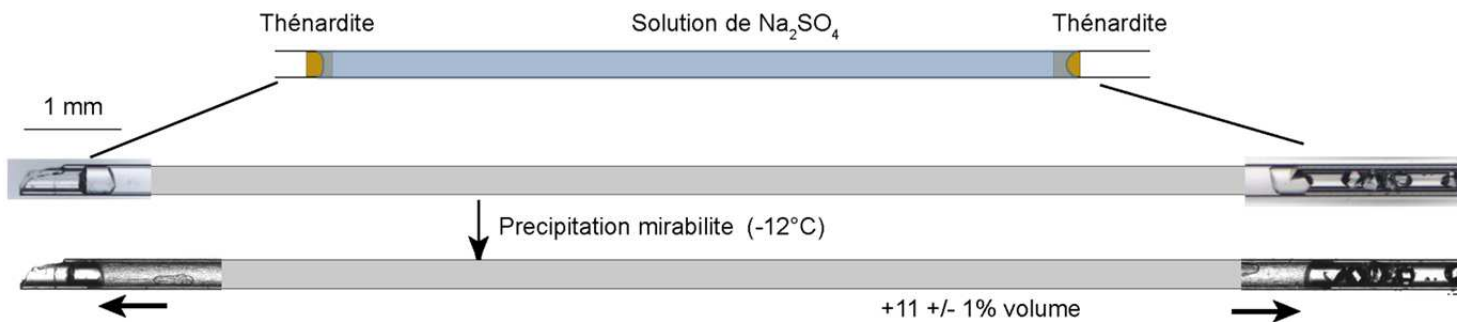 Thénardite
Solution de Na₂SO₄
Thénardite
1 mm
Precipitation mirabilite (-12°C)
+11 +/- 1% volume